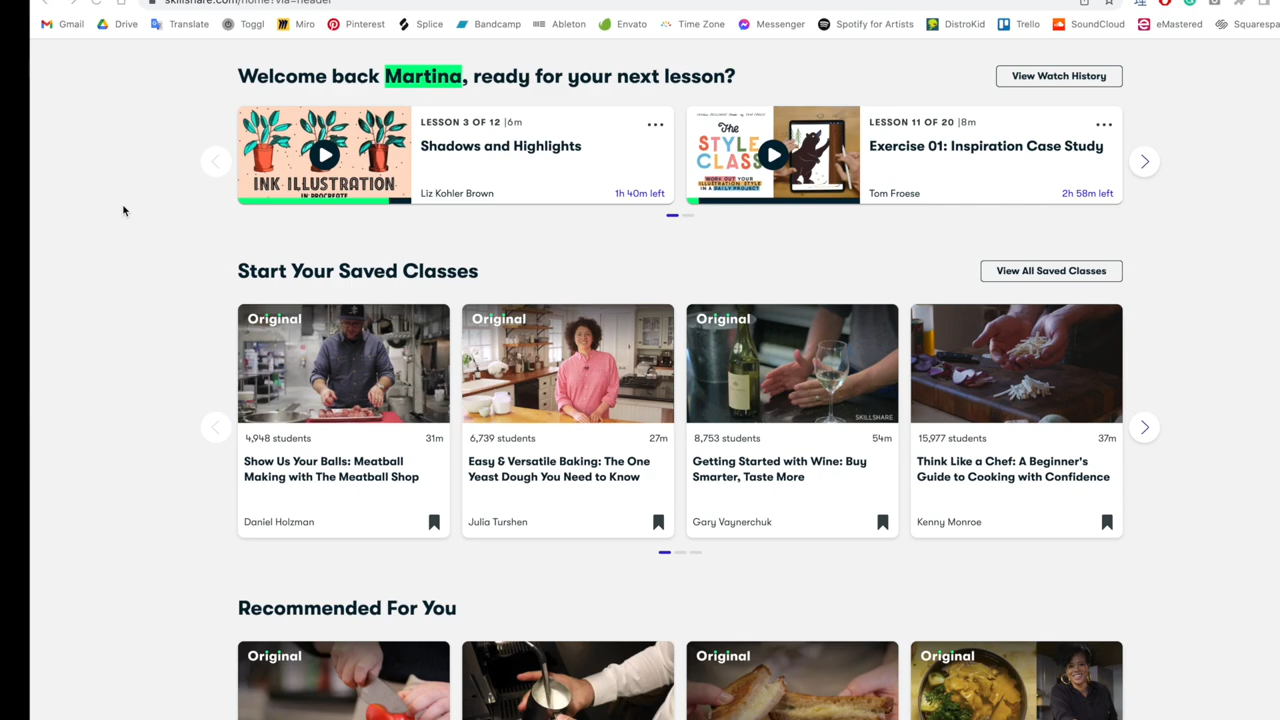 skillshare.com/home?via=header
Gmail Drive Translate Toggl Miro Pinterest Splice Bandcamp Ableton Envato Time Zone Messenger Spotify for Artists DistroKid Trello SoundCloud eMastered Squarespa
Welcome back Martina, ready for your next lesson?
View Watch History
INK ILLUSTRATION
IN PROCREATE
LESSON 3 OF 12 |6m
Shadows and Highlights
Liz Kohler Brown
1h 40m left
The
STYLE
CLASS
WORK OUT YOUR
ILLUSTRATION STYLE
IN A DAILY PROJECT
LESSON 11 OF 20 |8m
Exercise 01: Inspiration Case Study
Tom Froese
2h 58m left
Start Your Saved Classes
View All Saved Classes
Original
4,948 students
31m
Show Us Your Balls: Meatball
Making with The Meatball Shop
Daniel Holzman
Original
6,739 students
27m
Easy & Versatile Baking: The One
Yeast Dough You Need to Know
Julia Turshen
Original
SKILLSHARE
8,753 students
54m
Getting Started with Wine: Buy
Smarter, Taste More
Gary Vaynerchuk
15,977 students
37m
Think Like a Chef: A Beginner's
Guide to Cooking with Confidence
Kenny Monroe
Recommended For You
Original
Original
Original